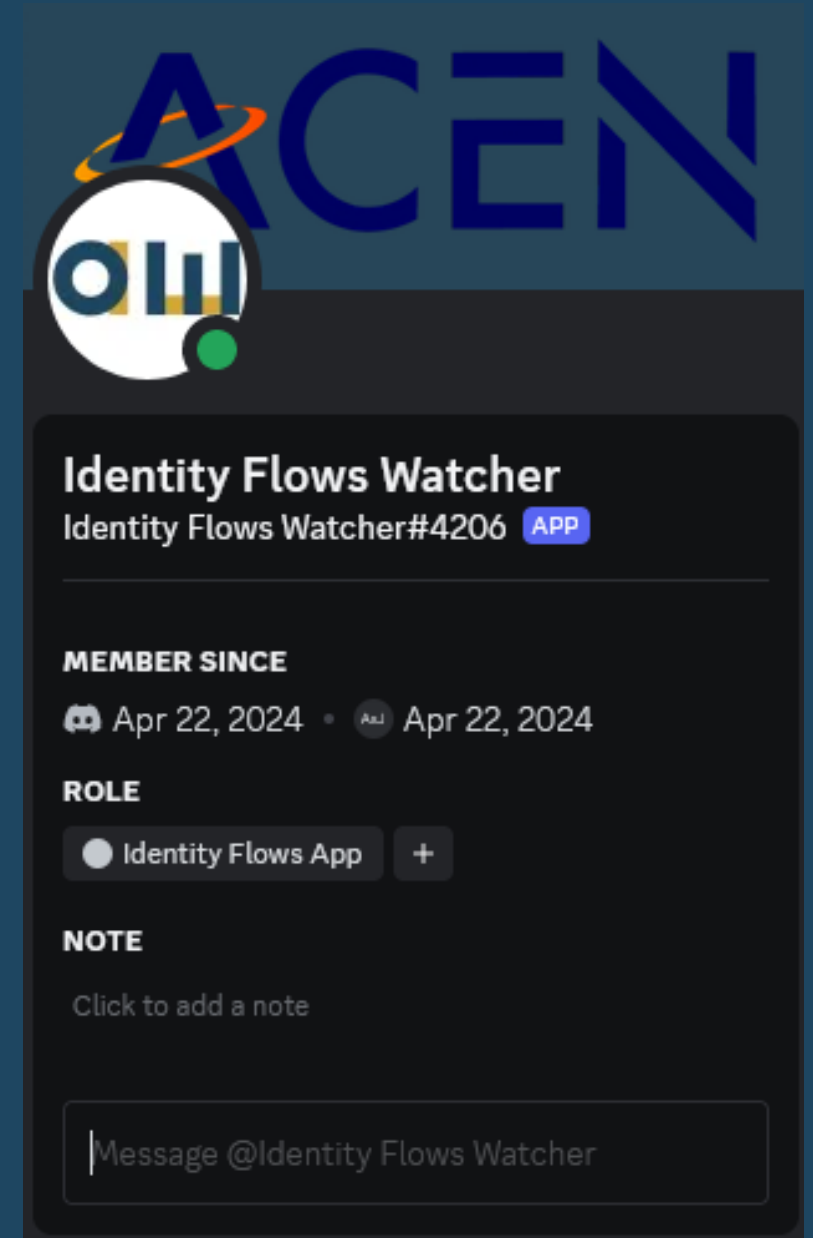 ACEN
Identity Flows Watcher
Identity Flows Watcher#4206 APP
MEMBER SINCE
Apr 22, 2024 • Apr 22, 2024
ROLE
Identity Flows App +
NOTE
Click to add a note
Message @Identity Flows Watcher